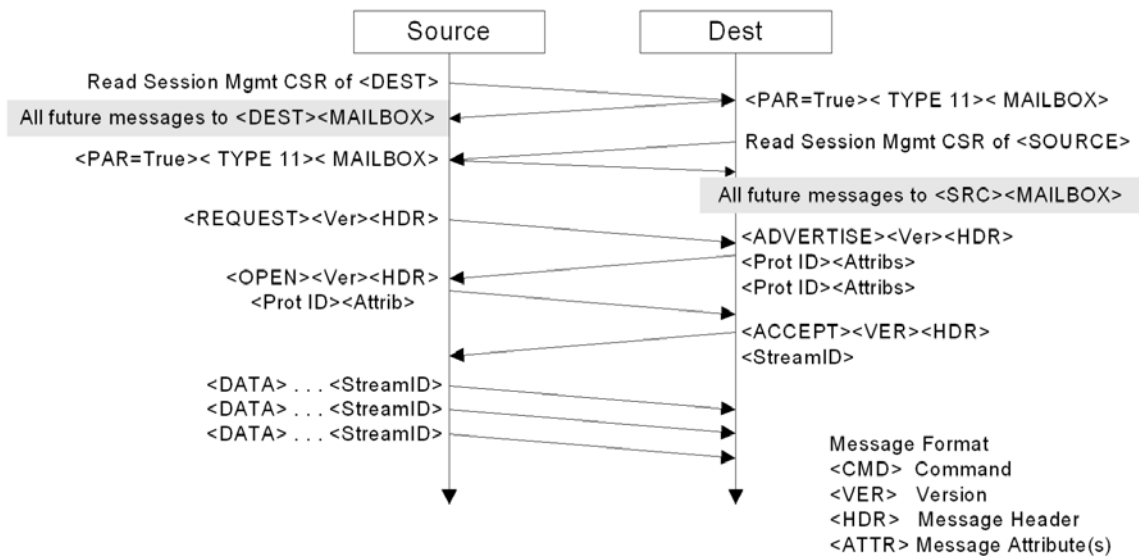 Source
Dest
Read Session Mgmt CSR of <DEST>
<PAR=True>< TYPE 11>< MAILBOX>
All future messages to <DEST><MAILBOX>
Read Session Mgmt CSR of <SOURCE>
<PAR=True>< TYPE 11>< MAILBOX>
All future messages to <SRC><MAILBOX>
<REQUEST><Ver><HDR>
<ADVERTISE><Ver><HDR>
<Prot ID><Attribs>
<Prot ID><Attribs>
<OPEN><Ver><HDR>
<Prot ID><Attrib>
<ACCEPT><VER><HDR>
<StreamID>
<DATA> . . . <StreamID>
<DATA> . . . <StreamID>
<DATA> . . . <StreamID>
Message Format
<CMD> Command
<VER> Version
<HDR> Message Header
<ATTR> Message Attribute(s)